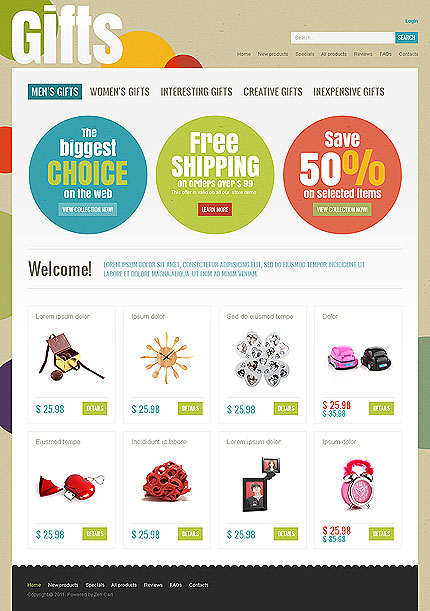 Gifts
Login
Search...
SEARCH
Home New products Specials All products Reviews FAQs Contacts
MEN'S GIFTS WOMEN'S GIFTS INTERESTING GIFTS CREATIVE GIFTS INEXPENSIVE GIFTS
The
biggest
CHOICE
on the web
VIEW COLLECTION NOW!
Free
SHIPPING
on orders over $ 99
This offer is valid on all our store items
LEARN MORE
Save
50%
on selected items
VIEW COLLECTION NOW!
Welcome!
LOREM IPSUM DOLOR SIT AMET, CONSECTETUR ADIPISICING ELIT, SED DO EIUSMOD TEMPOR INCIDIDUNT UT
LABORE ET DOLORE MAGNA ALIQUA. UT ENIM AD MINIM VENIAM.
Lorem ipsum dolor
$ 25.98
DETAILS
Ipsum dolor
$ 25.98
DETAILS
Sed do eiusmod tempo
$ 25.98
DETAILS
Dolor
$ 25.98
$ 35.98
DETAILS
Eiusmod tempo
$ 25.98
DETAILS
Incididunt ut labore
$ 25.98
DETAILS
Lorem ipsum dolor
$ 25.98
DETAILS
Ipsum dolor
$ 25.98
$ 35.98
DETAILS
Home New products Specials All products Reviews FAQs Contacts
Copyright © 2011. Powered by Zen Cart